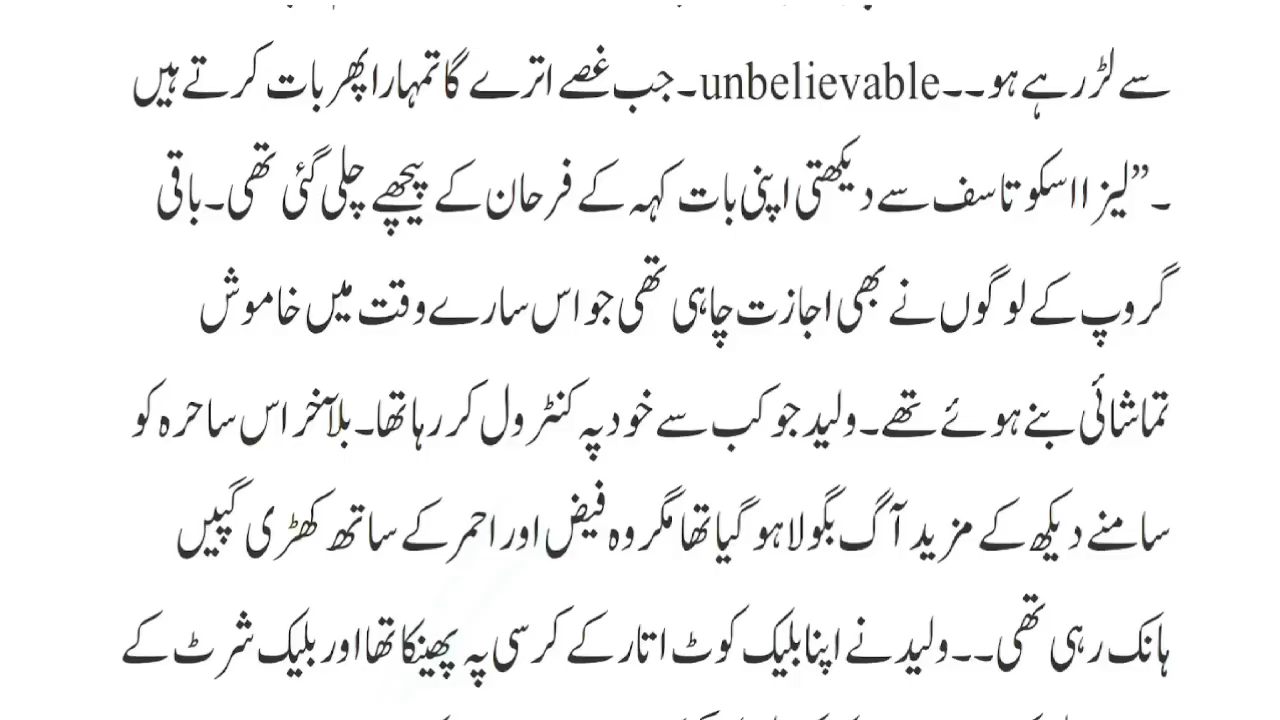 سے لڑ رہے ہو۔۔unbelievable۔جب غصے اترے گا تمہارا پھر بات کرتے ہیں
۔”لیزا اسکو تاسف سے دیکھتی اپنی بات کہہ کے فرحان کے پیچھے چلی گئی تھی۔باقی
گروپ کے لوگوں نے بھی اجازت چاہی تھی جو اس سارے وقت میں خاموش
تماشائی بنے ہوئے تھے۔ولید جو کب سے خود پہ کنٹرول کر رہا تھا۔بلآخر اس ساحرہ کو
سامنے دیکھ کے مزید آگ بگولا ہو گیا تھا مگر وہ فیض اور احمر کے ساتھ کھڑی گپیں
ہانک رہی تھی۔۔ولید نے اپنا بلیک کوٹ اتار کے کرسی پہ پھینکا تھا اور بلیک شرٹ کے